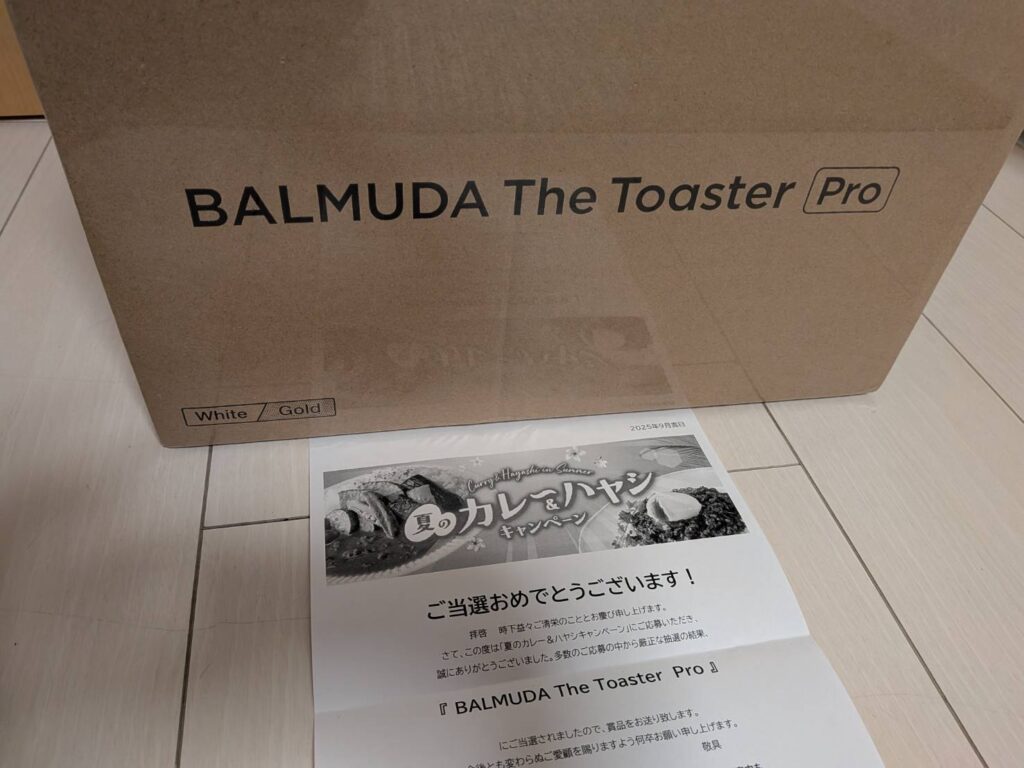 BALMUDA The Toaster Pro
White / Gold
2025年9月吉日
Curry & Hayashi in Summer
夏のカレー&ハヤシ
キャンペーン
ご当選おめでとうございます！
拝啓　時下益々ご清栄のこととお慶び申し上げます。
さて、この度は「夏のカレー＆ハヤシキャンペーン」にご応募いただき、
誠にありがとうございました。多数のご応募の中から厳正な抽選の結果、
『 BALMUDA The Toaster Pro 』
にご当選されましたので、賞品をお送り致します。
今後とも変わらぬご愛顧を賜りますよう何卒お願い申し上げます。
敬具